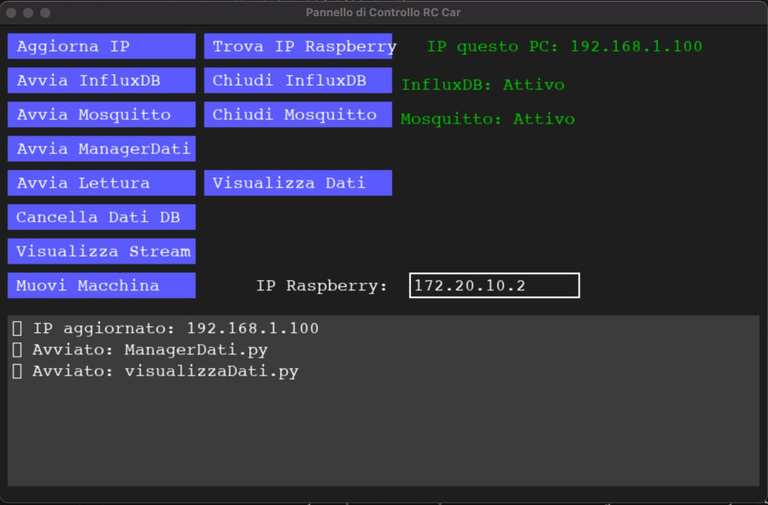 Pannello di Controllo RC Car
Aggiorna IP Trova IP Raspberry IP questo PC: 192.168.1.100
Avvia InfluxDB Chiudi InfluxDB InfluxDB: Attivo
Avvia Mosquitto Chiudi Mosquitto Mosquitto: Attivo
Avvia ManagerDati
Avvia Lettura Visualizza Dati
Cancella Dati DB
Visualizza Stream
Muovi Macchina IP Raspberry: 172.20.10.2
IP aggiornato: 192.168.1.100
Avviato: ManagerDati.py
Avviato: visualizzaDati.py